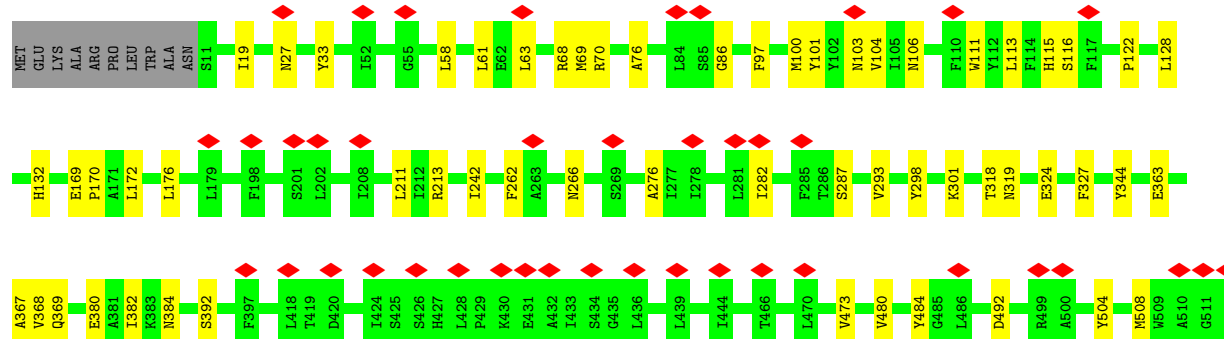 MET GLU LYS ALA ARG PRO LEU TRP ALA ASN S11 I19 N27 Y33 I52 G55 L58 L61 E62 L63 R68 M69 R70 A76 L84 S85 G86 F97 M100 Y101 Y102 N103 V104 I105 N106 F110 W111 Y112 L113 F114 H115 S116 F117 P122 L128
H132 E169 P170 A171 L172 L176 L179 F198 S201 L202 I208 L211 I212 R213 I242 F262 A263 N266 S269 A276 I277 I278 L281 I282 F285 T286 S287 V293 Y298 K301 T318 N319 E324 F327 Y344 E363
A367 V368 Q369 E380 A381 I382 K383 N384 S392 F397 L418 T419 D420 I424 S425 S426 H427 L428 P429 K430 E431 A432 I433 S434 G435 L436 L439 I444 T466 L470 V473 V480 Y484 G485 L486 D492 R499 A500 Y504 M508 W509 A510 G511